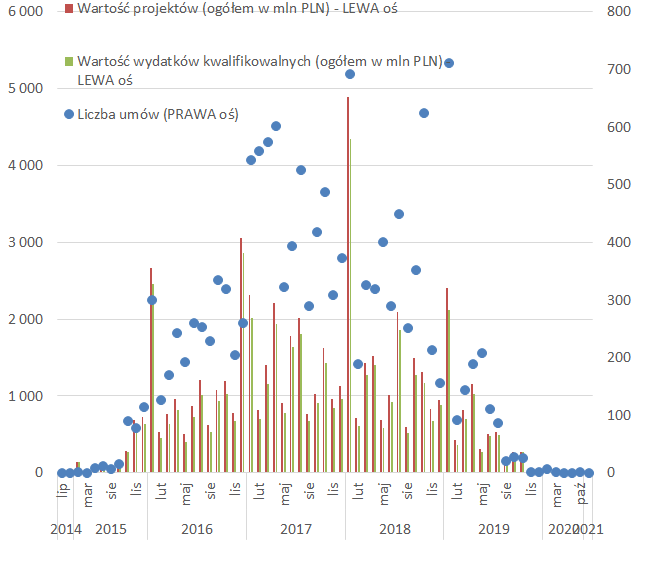 6 000 800
Wartość projektów (ogółem w mln PLN) - LEWA oś
700
Wartość wydatków kwalifikowalnych (ogółem w mln PLN) -
LEWA oś
5 000
600
Liczba umów (PRAWA oś)
4 000 500
400
3 000
300
2 000
200
1 000
100
0 0
lip mar sie lis lut maj sie lis lut maj sie lis lut maj sie lis lut maj sie lis mar paź
2014 2015 2016 2017 2018 2019 2020 2021